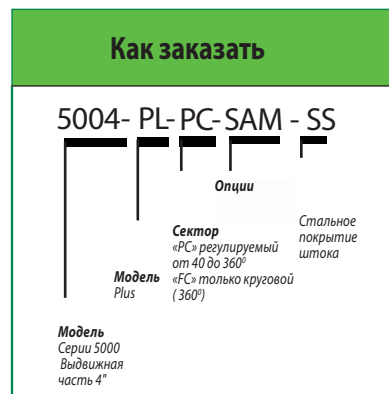 Как заказать
5004- PL- PC- SAM - SS
Опции
Стальное
покрытие
штока
Сектор
«PC» регулируемый
от 40 до 360⁰
«FC» только круговой
( 360⁰)
Модель
Plus
Модель
Серии 5000
Выдвижная
часть 4"